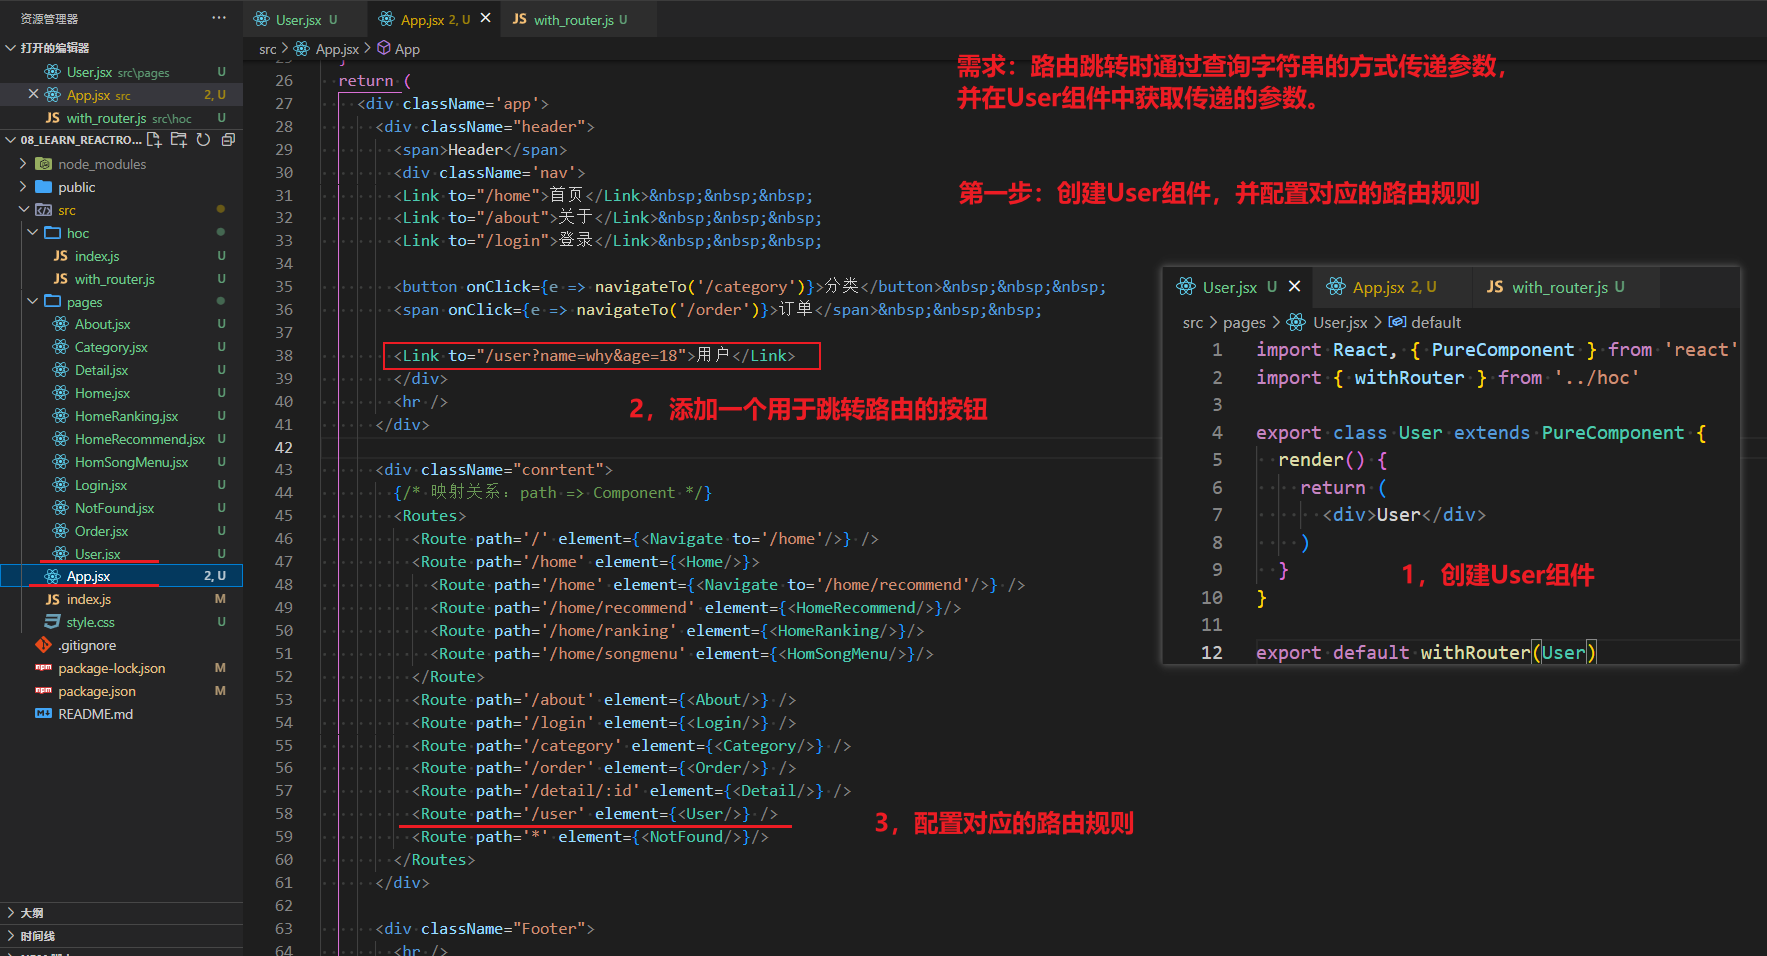 资源管理器 ···
打开的编辑器
User.jsx src\pages U
App.jsx src 2, U
with_router.js src\hoc U
08_LEARN_REACTRO...
node_modules
public
src
hoc
index.js U
with_router.js U
pages
About.jsx U
Category.jsx U
Detail.jsx U
Home.jsx U
HomeRanking.jsx U
HomeRecommend.jsx U
HomSongMenu.jsx U
Login.jsx U
NotFound.jsx U
Order.jsx U
User.jsx U
App.jsx 2, U
index.js M
style.css U
.gitignore
package-lock.json M
package.json M
README.md
大纲
时间线
User.jsx U App.jsx 2, U with_router.js U
src > App.jsx > App
26 return (
27 <div className='app'>
28 <div className="header">
29 <span>Header</span>
30 <div className='nav'>
31 <Link to="/home">首页</Link>&nbsp;&nbsp;&nbsp;
32 <Link to="/about">关于</Link>&nbsp;&nbsp;&nbsp;
33 <Link to="/login">登录</Link>&nbsp;&nbsp;&nbsp;
34
35 <button onClick={e => navigateTo('/category')}>分类</button>&nbsp;&nbsp;&nbsp;
36 <span onClick={e => navigateTo('/order')}>订单</span>&nbsp;&nbsp;&nbsp;
37
38 <Link to="/user?name=why&age=18">用户</Link>
39 </div>
40 <hr />
41 </div>
42
43 <div className="conrtent">
44 {/* 映射关系：path => Component */}
45 <Routes>
46 <Route path='/' element={<Navigate to='/home'/>} />
47 <Route path='/home' element={<Home/>}>
48 <Route path='/home' element={<Navigate to='/home/recommend'/>} />
49 <Route path='/home/recommend' element={<HomeRecommend/>}/>
50 <Route path='/home/ranking' element={<HomeRanking/>}/>
51 <Route path='/home/songmenu' element={<HomSongMenu/>}/>
52 </Route>
53 <Route path='/about' element={<About/>} />
54 <Route path='/login' element={<Login/>} />
55 <Route path='/category' element={<Category/>} />
56 <Route path='/order' element={<Order/>} />
57 <Route path='/detail/:id' element={<Detail/>} />
58 <Route path='/user' element={<User/>} />
59 <Route path='*' element={<NotFound/>}/>
60 </Routes>
61 </div>
62
63 <div className="Footer">
64 <hr />
需求：路由跳转时通过查询字符串的方式传递参数，
并在User组件中获取传递的参数。
第一步：创建User组件，并配置对应的路由规则
2，添加一个用于跳转路由的按钮
3，配置对应的路由规则
User.jsx U App.jsx 2, U with_router.js U
src > pages > User.jsx > default
1 import React, { PureComponent } from 'react'
2 import { withRouter } from '../hoc'
3
4 export class User extends PureComponent {
5 render() {
6 return (
7 <div>User</div>
8 )
9 }
10 }
11
12 export default withRouter(User)
1，创建User组件